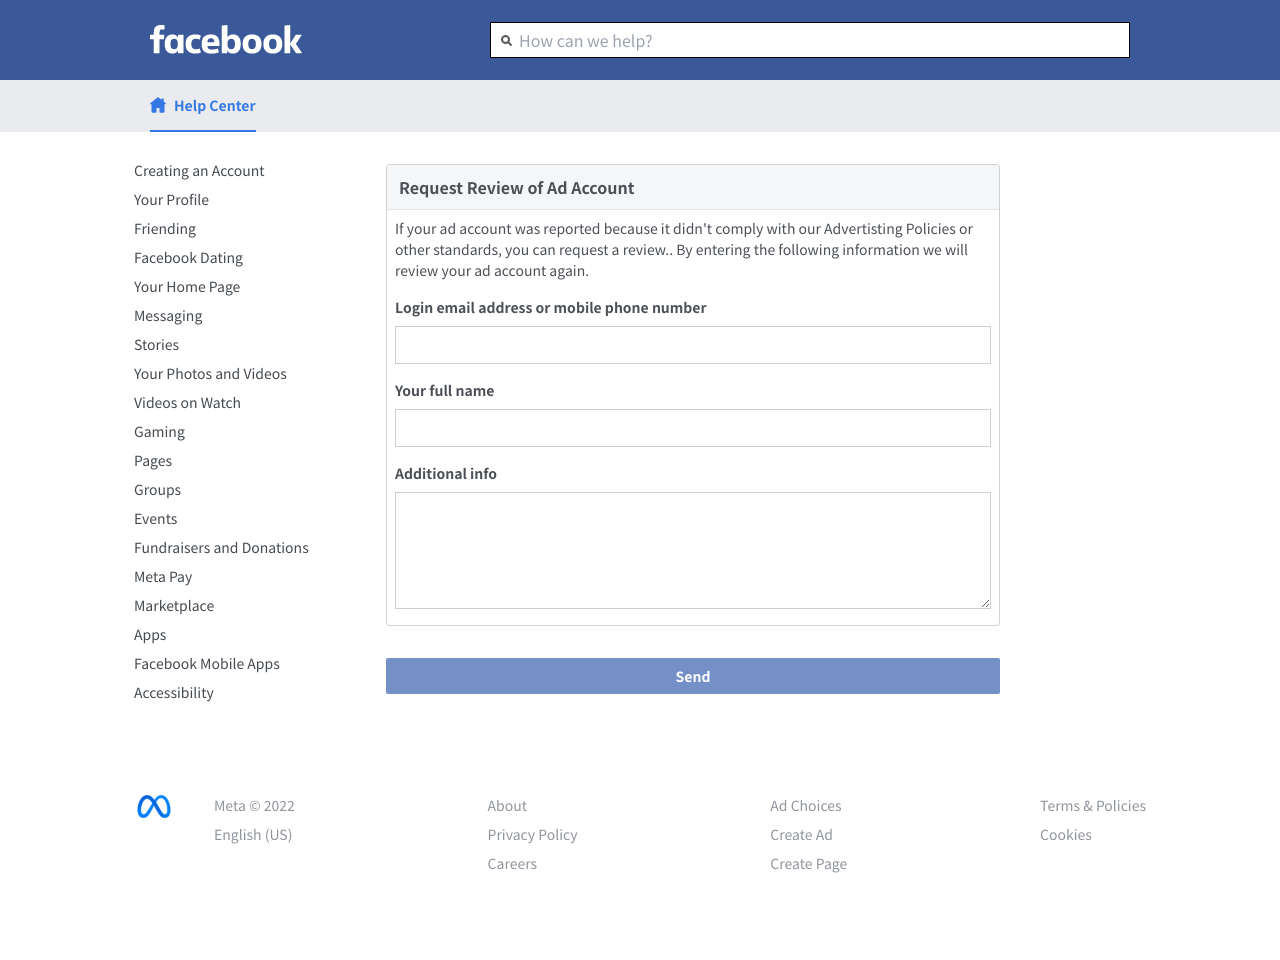 facebook
How can we help?
Help Center
Creating an Account
Your Profile
Friending
Facebook Dating
Your Home Page
Messaging
Stories
Your Photos and Videos
Videos on Watch
Gaming
Pages
Groups
Events
Fundraisers and Donations
Meta Pay
Marketplace
Apps
Facebook Mobile Apps
Accessibility
Request Review of Ad Account
If your ad account was reported because it didn't comply with our Advertisting Policies or
other standards, you can request a review.. By entering the following information we will
review your ad account again.
Login email address or mobile phone number
Your full name
Additional info
Send
Meta © 2022
English (US)
About
Privacy Policy
Careers
Ad Choices
Create Ad
Create Page
Terms & Policies
Cookies